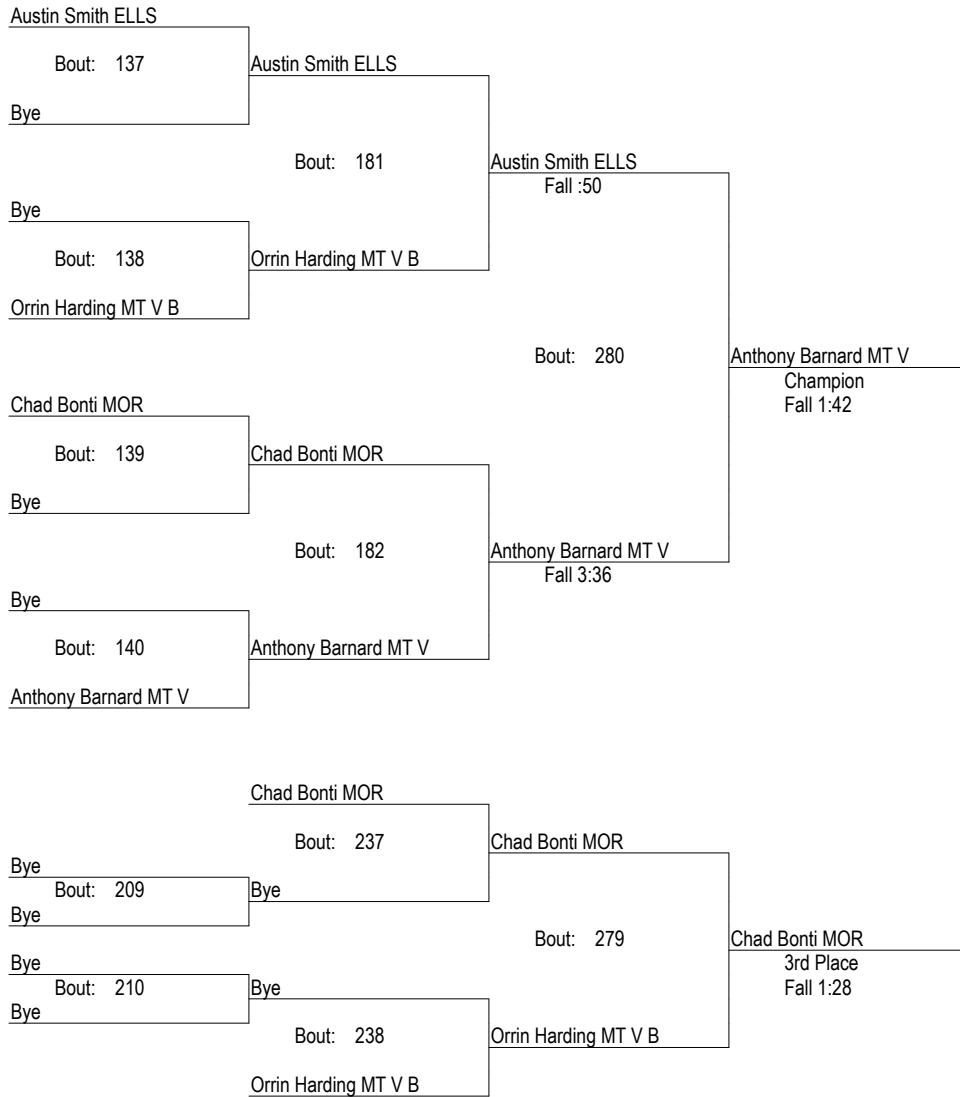 Austin Smith ELLS
Bout: 137
Austin Smith ELLS
Bye
Bout: 181
Austin Smith ELLS
Fall :50
Bye
Bout: 138
Orrin Harding MT V B
Orrin Harding MT V B
Bout: 280
Anthony Barnard MT V
Champion
Fall 1:42
Chad Bonti MOR
Bout: 139
Chad Bonti MOR
Bye
Bout: 182
Anthony Barnard MT V
Fall 3:36
Bye
Bout: 140
Anthony Barnard MT V
Anthony Barnard MT V
Chad Bonti MOR
Bout: 237
Chad Bonti MOR
Bye
Bout: 209
Bye
Bye
Bout: 279
Chad Bonti MOR
3rd Place
Fall 1:28
Bye
Bout: 210
Bye
Bye
Bout: 238
Orrin Harding MT V B
Orrin Harding MT V B